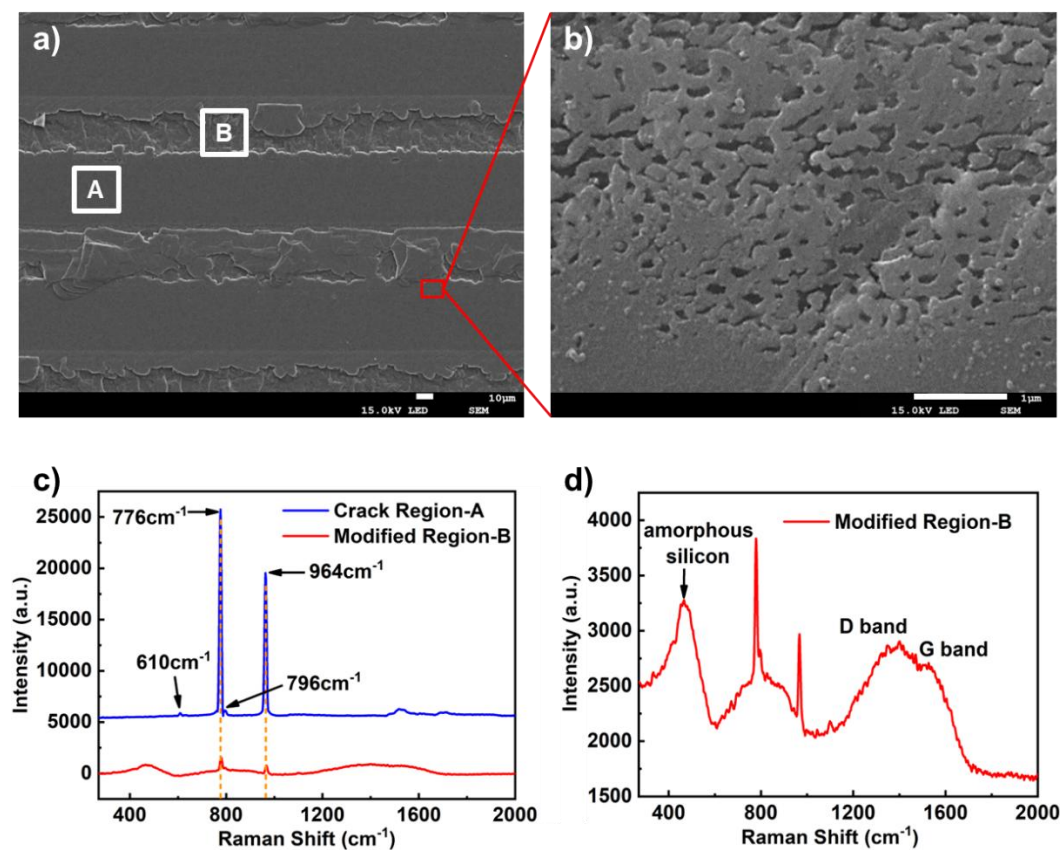 a)
B
A
10µm
15.0kV LED SEM
b)
1µm
15.0kV LED SEM
c)
776cm⁻¹
Crack Region-A
Modified Region-B
964cm⁻¹
610cm⁻¹
796cm⁻¹
25000
20000
15000
10000
5000
0
Intensity (a.u.)
400 800 1200 1600 2000
Raman Shift (cm⁻¹)
d)
Modified Region-B
amorphous
silicon
D band
G band
4000
3500
3000
2500
2000
1500
Intensity (a.u.)
400 800 1200 1600 2000
Raman Shift (cm⁻¹)